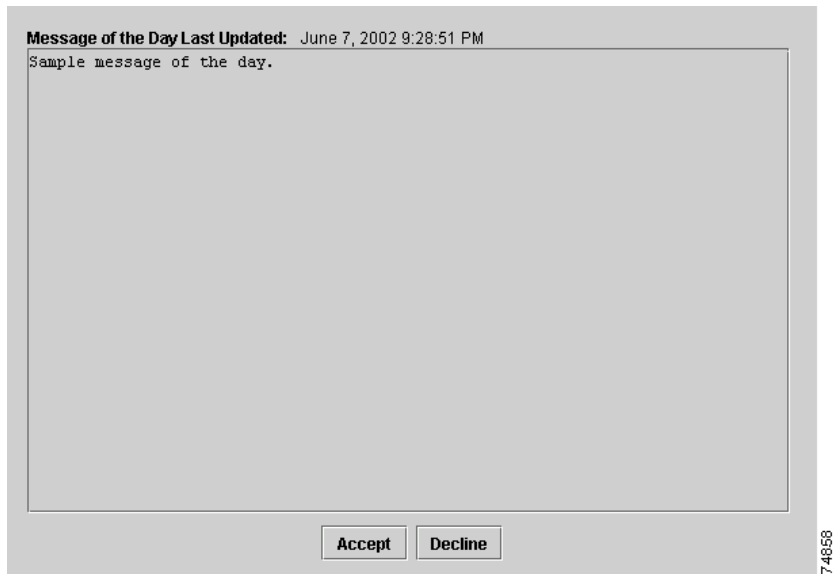 Message of the Day Last Updated: June 7, 2002 9:28:51 PM
Sample message of the day.
Accept Decline
74858